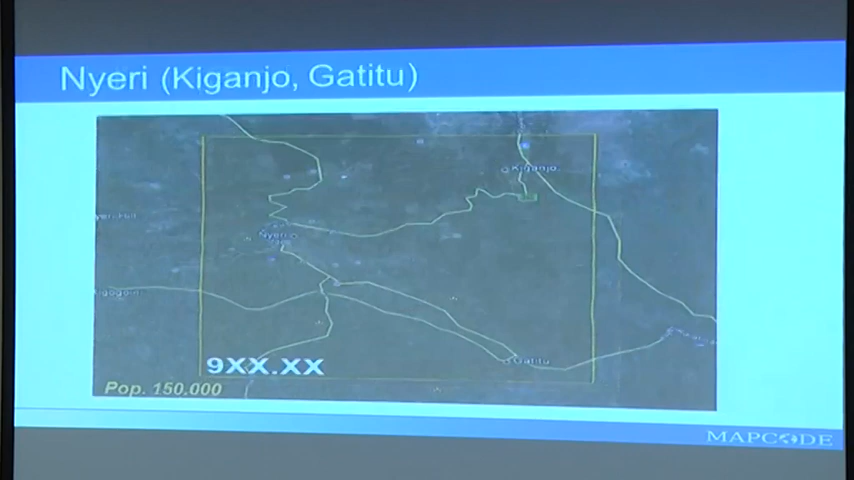 Nyeri (Kiganjo, Gatitu)
Kiganjo
Nyeri
Gatitu
9XX.XX
Pop. 150.000
MAPCODE